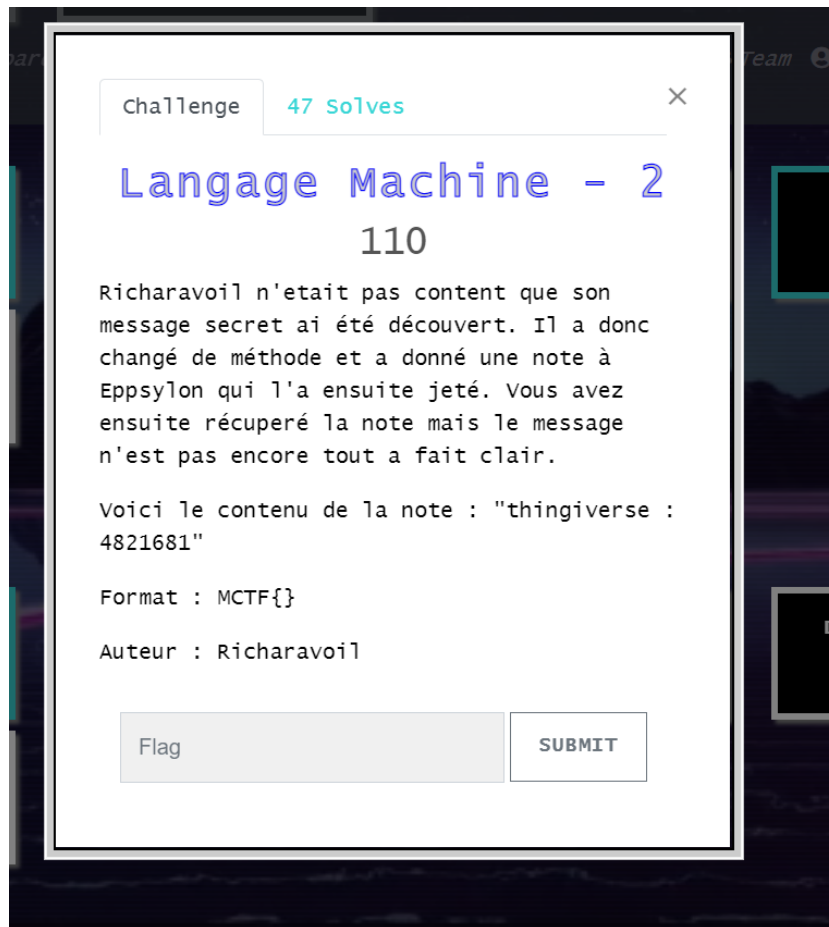 Team
Challenge
47 Solves
×
Langage Machine - 2
110
Richaravoil n'etait pas content que son
message secret ai été découvert. Il a donc
changé de méthode et a donné une note à
Eppsylon qui l'a ensuite jeté. Vous avez
ensuite récuperé la note mais le message
n'est pas encore tout a fait clair.
Voici le contenu de la note : "thingiverse :
4821681"
Format : MCTF{}
Auteur : Richaravoil
Flag
SUBMIT